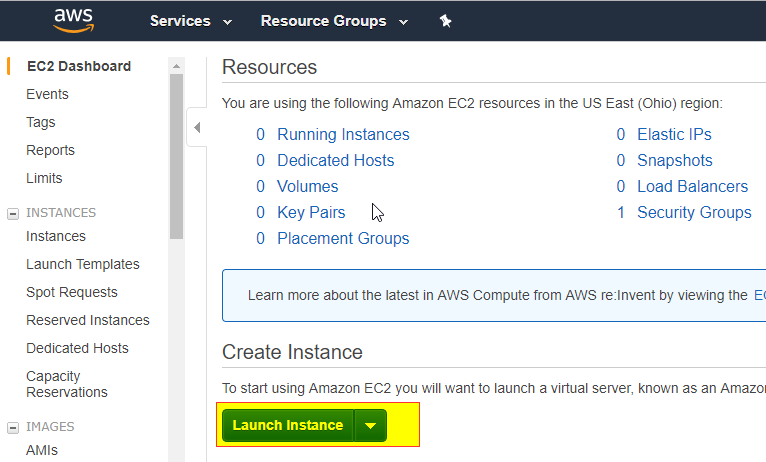 aws Services Resource Groups
EC2 Dashboard
Events
Tags
Reports
Limits
INSTANCES
Instances
Launch Templates
Spot Requests
Reserved Instances
Dedicated Hosts
Capacity
Reservations
IMAGES
AMIs
Resources
You are using the following Amazon EC2 resources in the US East (Ohio) region:
0 Running Instances 0 Elastic IPs
0 Dedicated Hosts 0 Snapshots
0 Volumes 0 Load Balancers
0 Key Pairs 1 Security Groups
0 Placement Groups
Learn more about the latest in AWS Compute from AWS re:Invent by viewing the
Create Instance
To start using Amazon EC2 you will want to launch a virtual server, known as an Amazon
Launch Instance